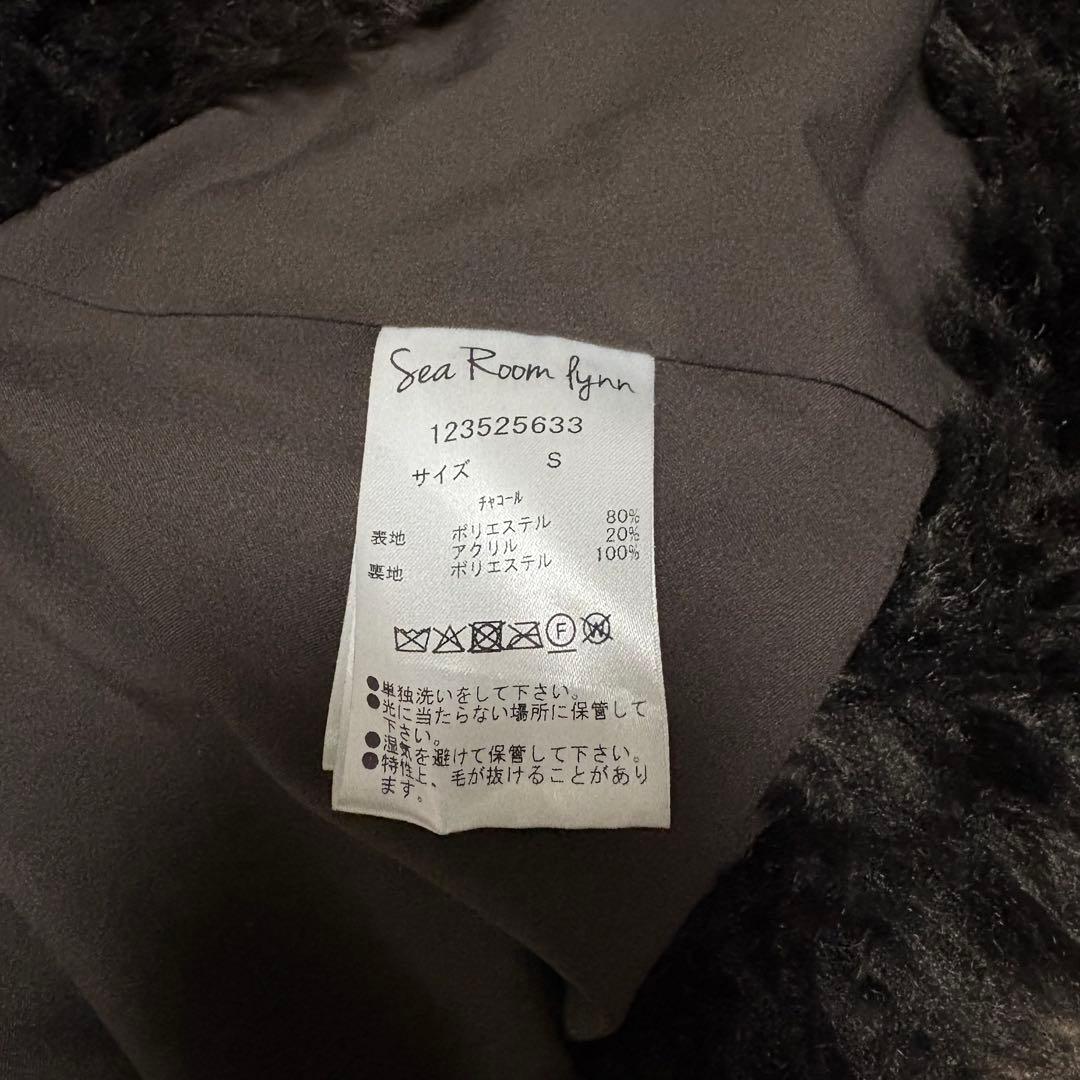 Sea Room lynn
123525633
サイズ S
チャコール
表地 ポリエステル 80%
アクリル 20%
裏地 ポリエステル 100%
F W
●単独洗いをして下さい。
●光に当たらない場所に保管して
下さい。
●湿気を避けて保管して下さい。
●特性上、毛が抜けることがあり
ます。